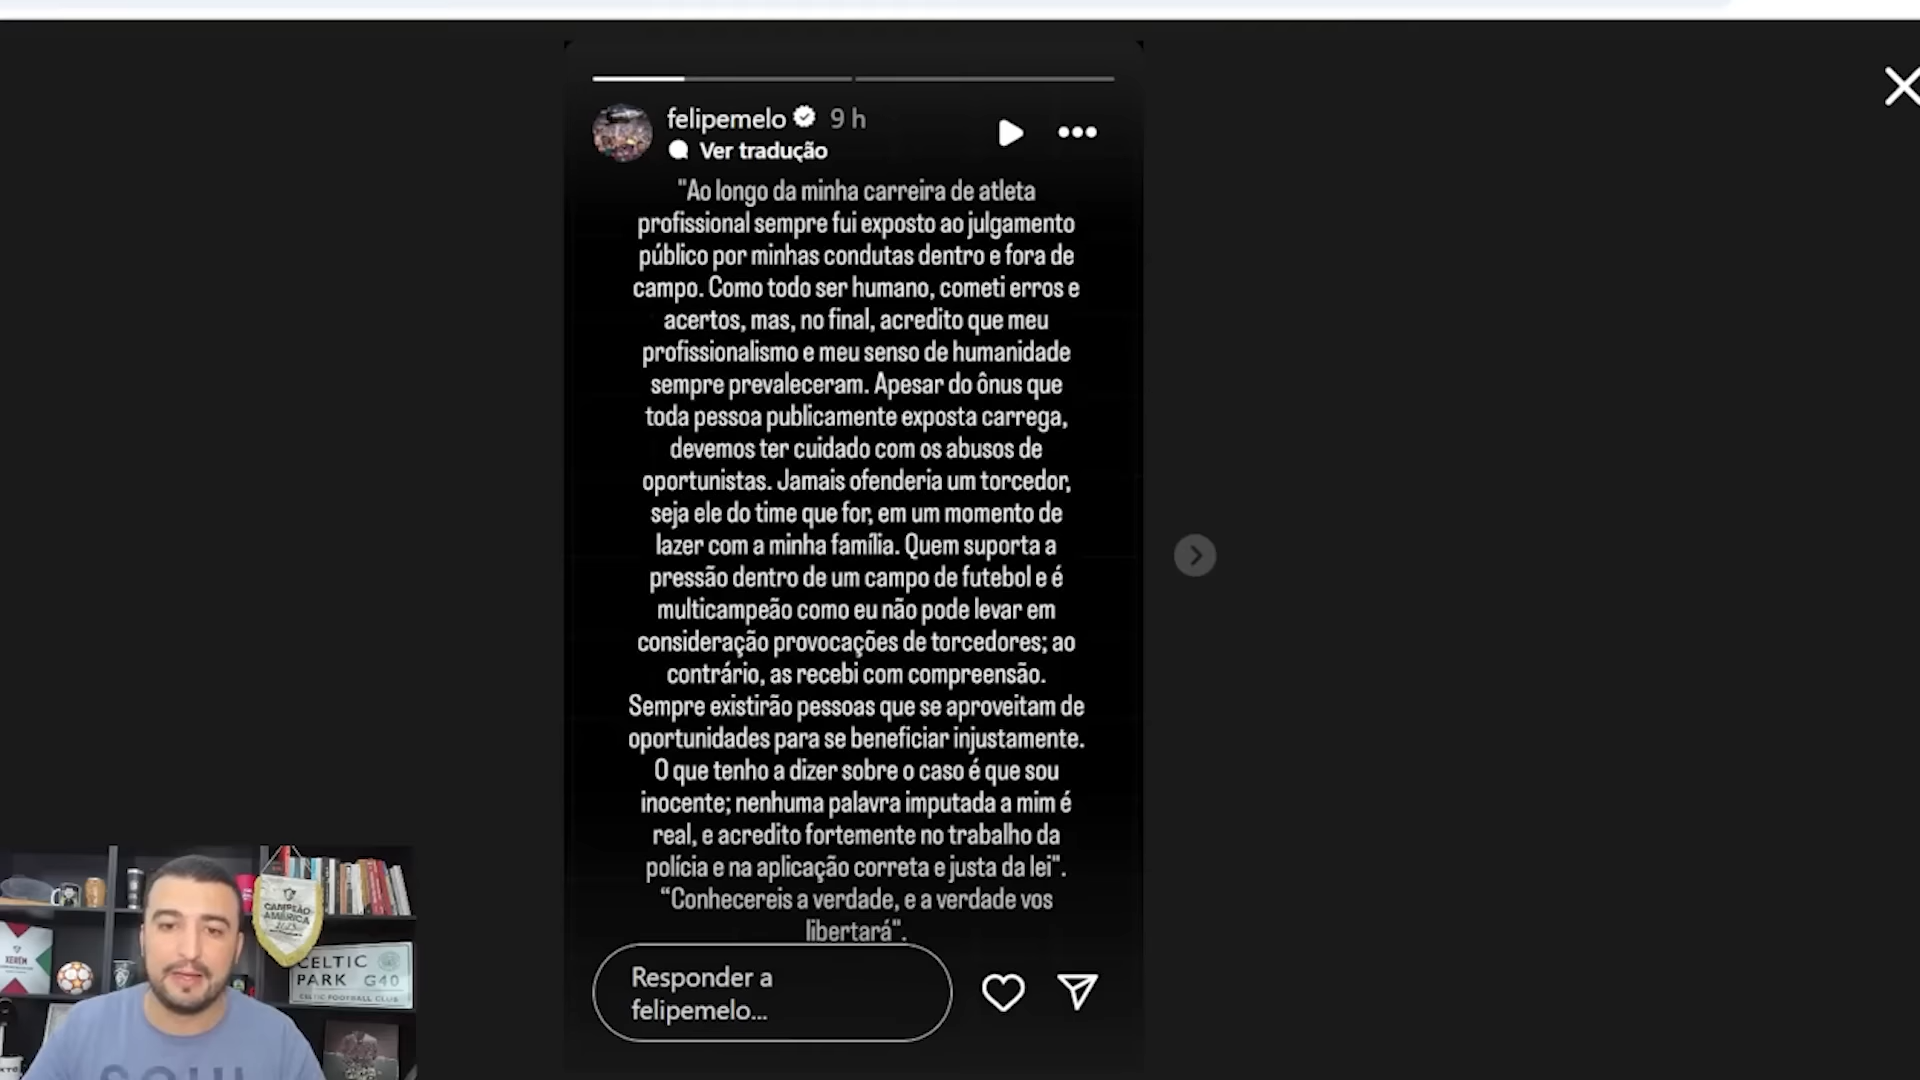 felipemelo 9 h
Ver tradução
"Ao longo da minha carreira de atleta
profissional sempre fui exposto ao julgamento
público por minhas condutas dentro e fora de
campo. Como todo ser humano, cometi erros e
acertos, mas, no final, acredito que meu
profissionalismo e meu senso de humanidade
sempre prevaleceram. Apesar do ônus que
toda pessoa publicamente exposta carrega,
devemos ter cuidado com os abusos de
oportunistas. Jamais ofenderia um torcedor,
seja ele do time que for, em um momento de
lazer com a minha família. Quem suporta a
pressão dentro de um campo de futebol e é
multicampeão como eu não pode levar em
consideração provocações de torcedores; ao
contrário, as recebi com compreensão.
Sempre existirão pessoas que se aproveitam de
oportunidades para se beneficiar injustamente.
O que tenho a dizer sobre o caso é que sou
inocente; nenhuma palavra imputada a mim é
real, e acredito fortemente no trabalho da
polícia e na aplicação correta e justa da lei".
“Conhecereis a verdade, e a verdade vos
libertará".
Responder a
felipemelo...
CAMPEÃO
AMÉRICA
2023
XERÉM
CELTIC
PARK G40
CELTIC FOOTBALL CLUB
SOUL